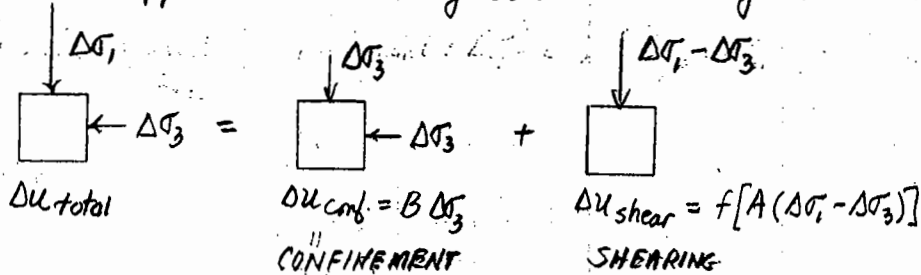 Δσ₁ Δσ₃ Δσ₁-Δσ₃
Δσ₃ = Δσ₃ +
Δu total Δu conf. = B Δσ₃ Δu shear = f[A(Δσ₁-Δσ₃)]
"
CONFINEMENT SHEARING